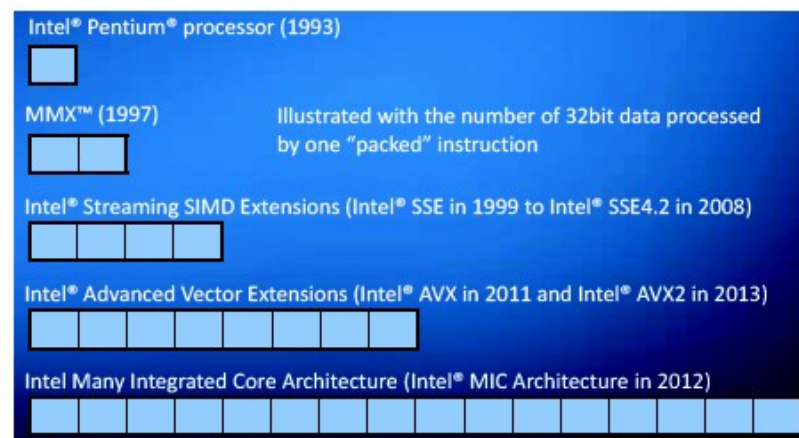 Intel® Pentium® processor (1993)
MMX™ (1997)
Illustrated with the number of 32bit data processed
by one “packed” instruction
Intel® Streaming SIMD Extensions (Intel® SSE in 1999 to Intel® SSE4.2 in 2008)
Intel® Advanced Vector Extensions (Intel® AVX in 2011 and Intel® AVX2 in 2013)
Intel Many Integrated Core Architecture (Intel® MIC Architecture in 2012)